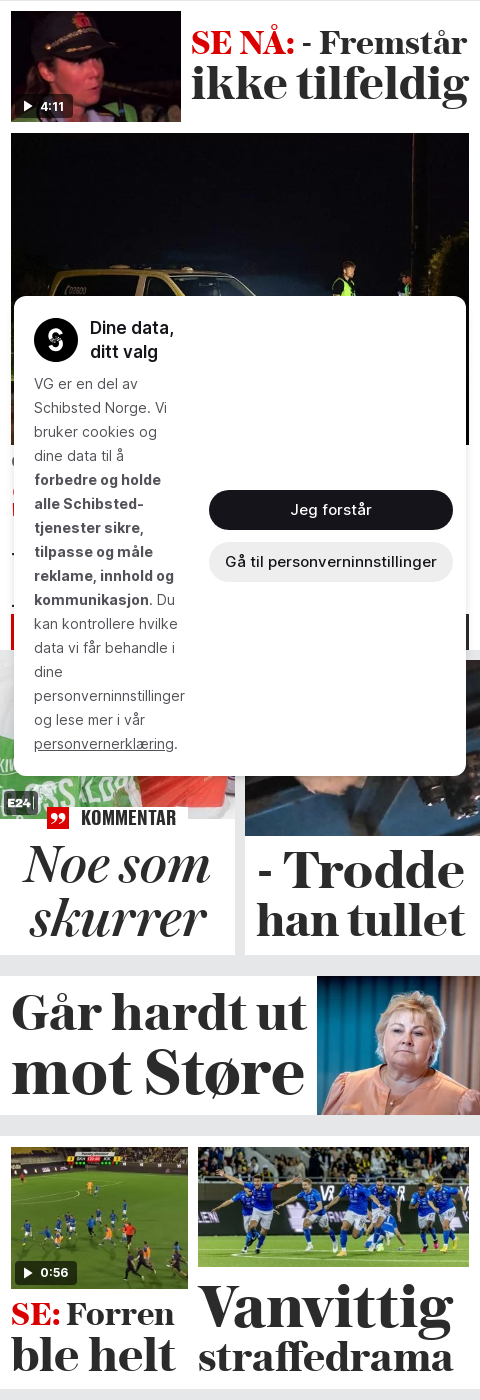 SE NÅ: - Fremstår
ikke tilfeldig
4:11
02800
Dine data,
ditt valg
VG er en del av
Schibsted Norge. Vi
bruker cookies og
dine data til å
forbedre og holde
alle Schibsted-
tjenester sikre,
tilpasse og måle
reklame, innhold og
kommunikasjon. Du
kan kontrollere hvilke
data vi får behandle i
dine
personverninnstillinger
og lese mer i vår
personvernerklæring.
Jeg forstår
Gå til personverninnstillinger
E24
KOMMENTAR
Noe som
skurrer
- Trodde
han tullet
Går hardt ut
mot Støre
0:56
SE: Forren
ble helt
Vanvittig
straffedrama